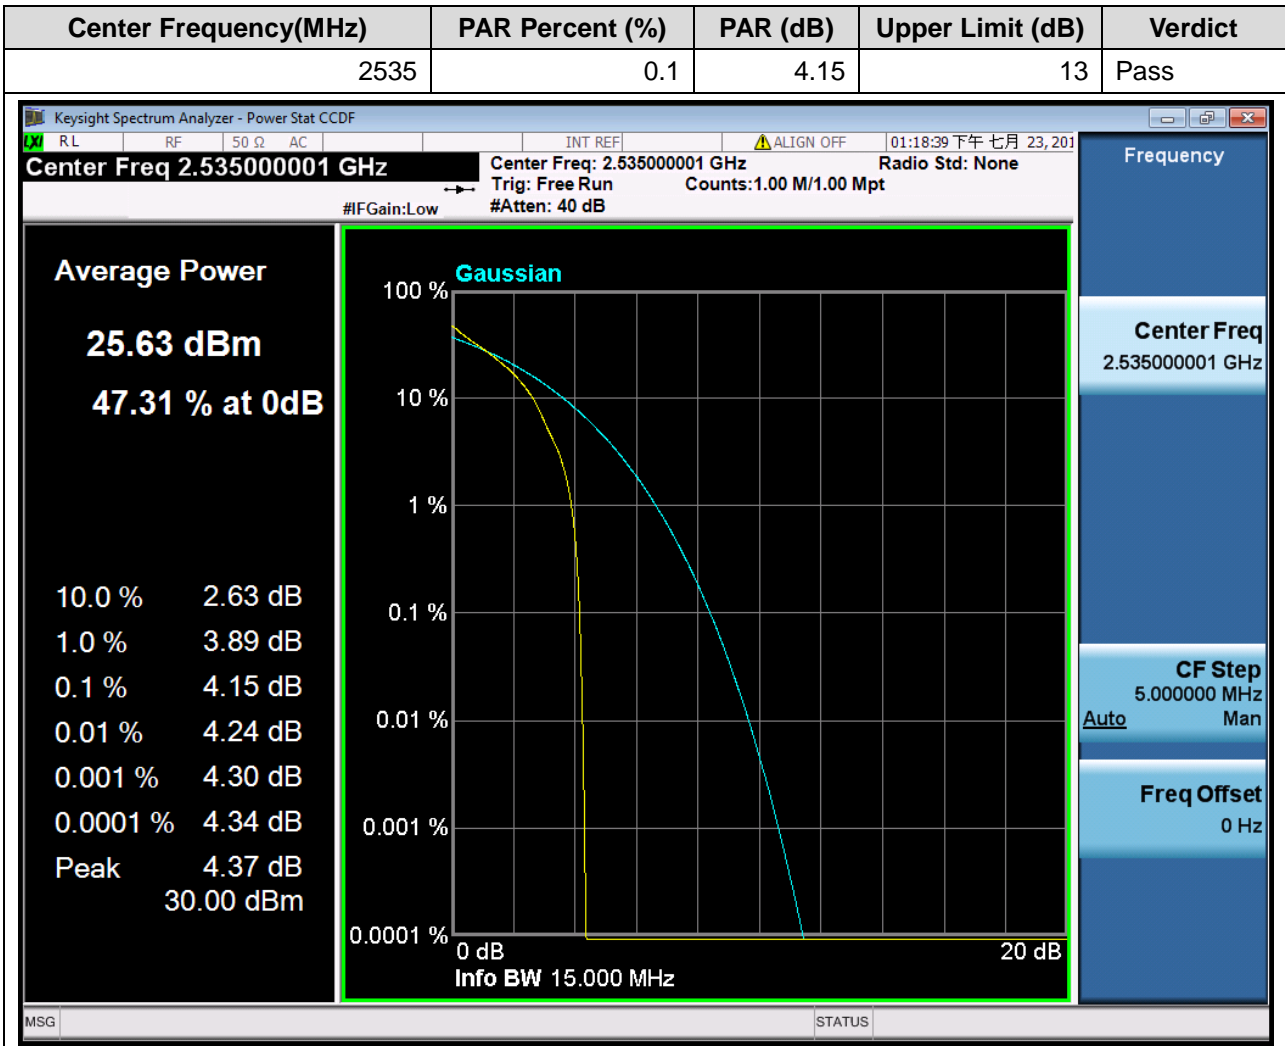 Center Frequency(MHz) PAR Percent (%) PAR (dB) Upper Limit (dB) Verdict
2535 0.1 4.15 13 Pass
Keysight Spectrum Analyzer - Power Stat CCDF
LXI RL RF 50 Ω AC INT REF ALIGN OFF 01:18:39 下午 七月 23, 201
Center Freq 2.535000001 GHz
Center Freq: 2.535000001 GHz Radio Std: None
Trig: Free Run Counts:1.00 M/1.00 Mpt
#IFGain:Low #Atten: 40 dB
Average Power
25.63 dBm
47.31 % at 0dB
10.0 % 2.63 dB
1.0 % 3.89 dB
0.1 % 4.15 dB
0.01 % 4.24 dB
0.001 % 4.30 dB
0.0001 % 4.34 dB
Peak 4.37 dB
30.00 dBm
Gaussian
100 %
10 %
1 %
0.1 %
0.01 %
0.001 %
0.0001 %
0 dB 20 dB
Info BW 15.000 MHz
Frequency
Center Freq
2.535000001 GHz
CF Step
5.000000 MHz
Auto Man
Freq Offset
0 Hz
MSG STATUS